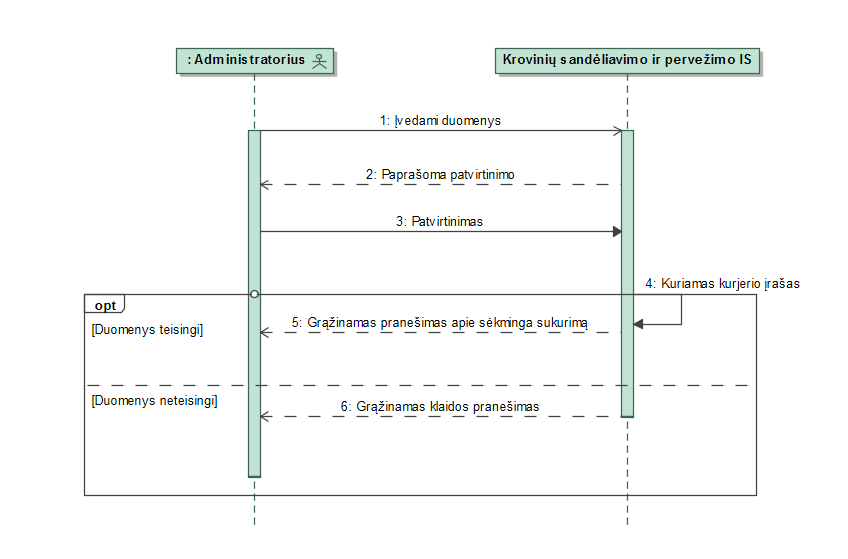 : Administratorius
Krovinių sandėliavimo ir pervežimo IS
1: Įvedami duomenys
2: Paprašoma patvirtinimo
3: Patvirtinimas
4: Kuriamas kurjerio įrašas
opt
5: Grąžinamas pranešimas apie sėkminga sukurimą
[Duomenys teisingi]
[Duomenys neteisingi]
6: Grąžinamas klaidos pranešimas